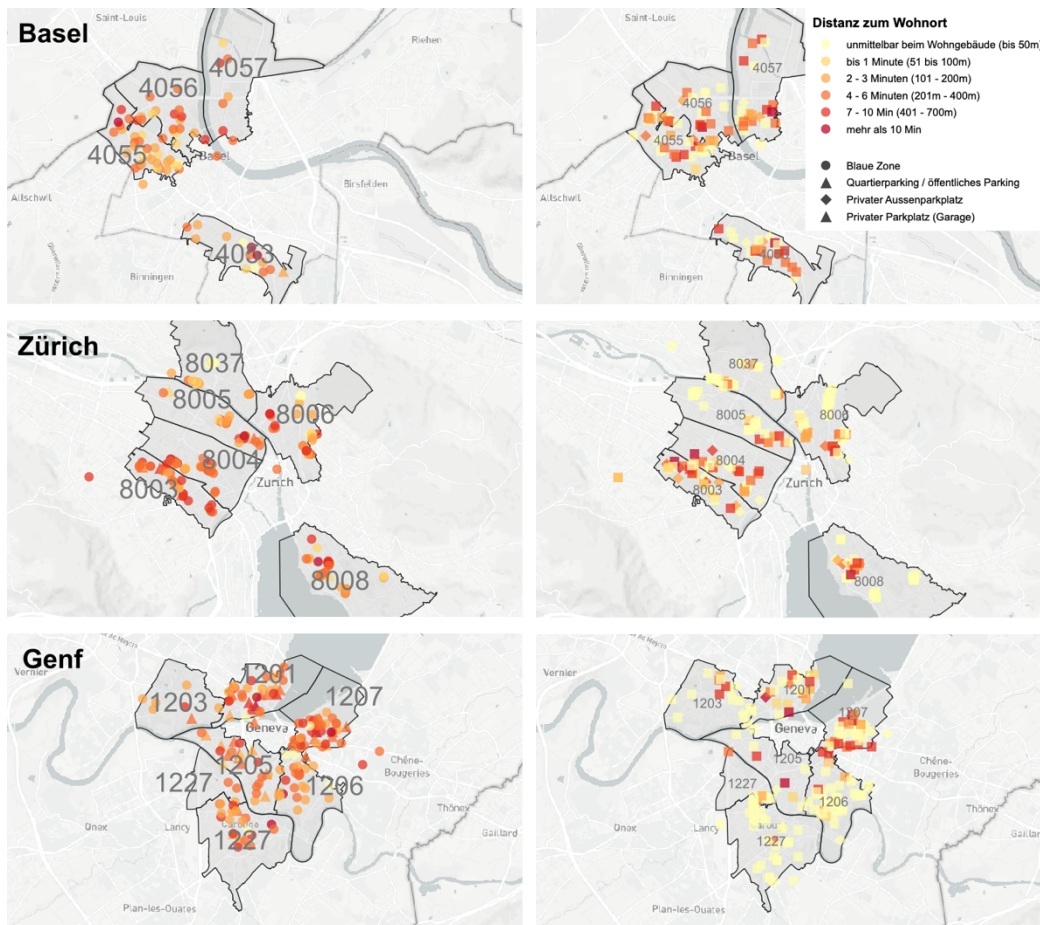 Basel
Saint-Louis
Riehen
4057
4056
4055
Basel
Birsfelden
Allschwil
4053
Binningen
Saint-Louis
4057
4056
4055
Basel
Allschwil
Binningen
Distanz zum Wohnort
unmittelbar beim Wohngebäude (bis 50m)
bis 1 Minute (51 bis 100m)
2 - 3 Minuten (101 - 200m)
4 - 6 Minuten (201m - 400m)
7 - 10 Min (401 - 700m)
mehr als 10 Min
Blaue Zone
Quartierparking / öffentliches Parking
Privater Aussenparkplatz
Privater Parkplatz (Garage)
Zürich
8037
8005
8006
8004
8003
Zurich
8008
8037
8005
8006
8004
8003
Zurich
8008
Genf
Vernier
1201
1203
1207
Geneva
Chêne-
Bougeries
1205
1227
1206
Thônex
Onex
Lancy
1227
Gaillard
Plan-les-Ouates
Vernier
1201
1203
1207
Geneva
Chêne-
Bougeries
1205
1227
1206
Thônex
Onex
Lancy
1227
Gaillard
Plan-les-Ouates